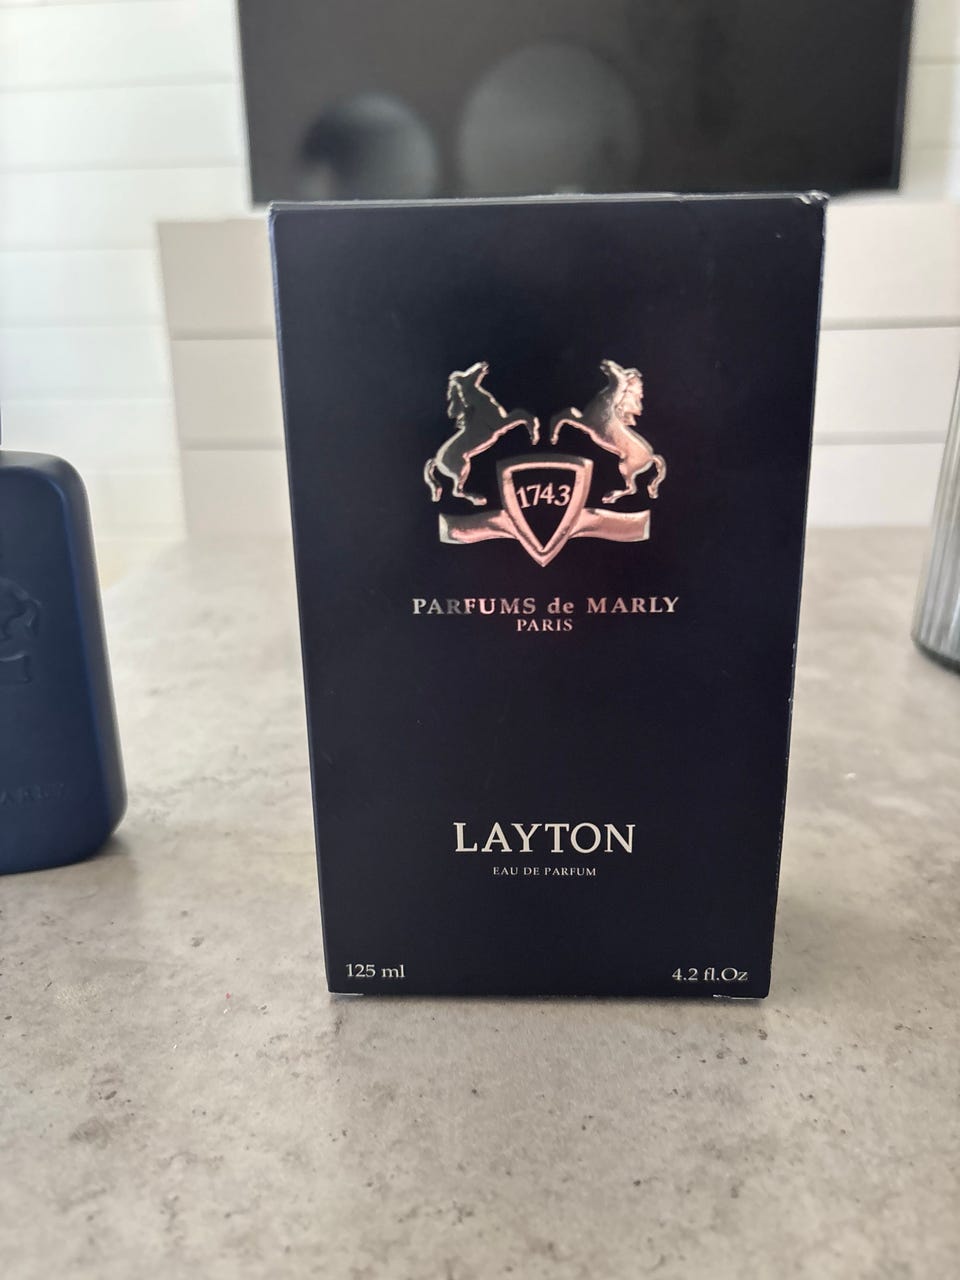 1743
PARFUMS de MARLY
PARIS
LAYTON
EAU DE PARFUM
125 ml
4.2 fl.Oz